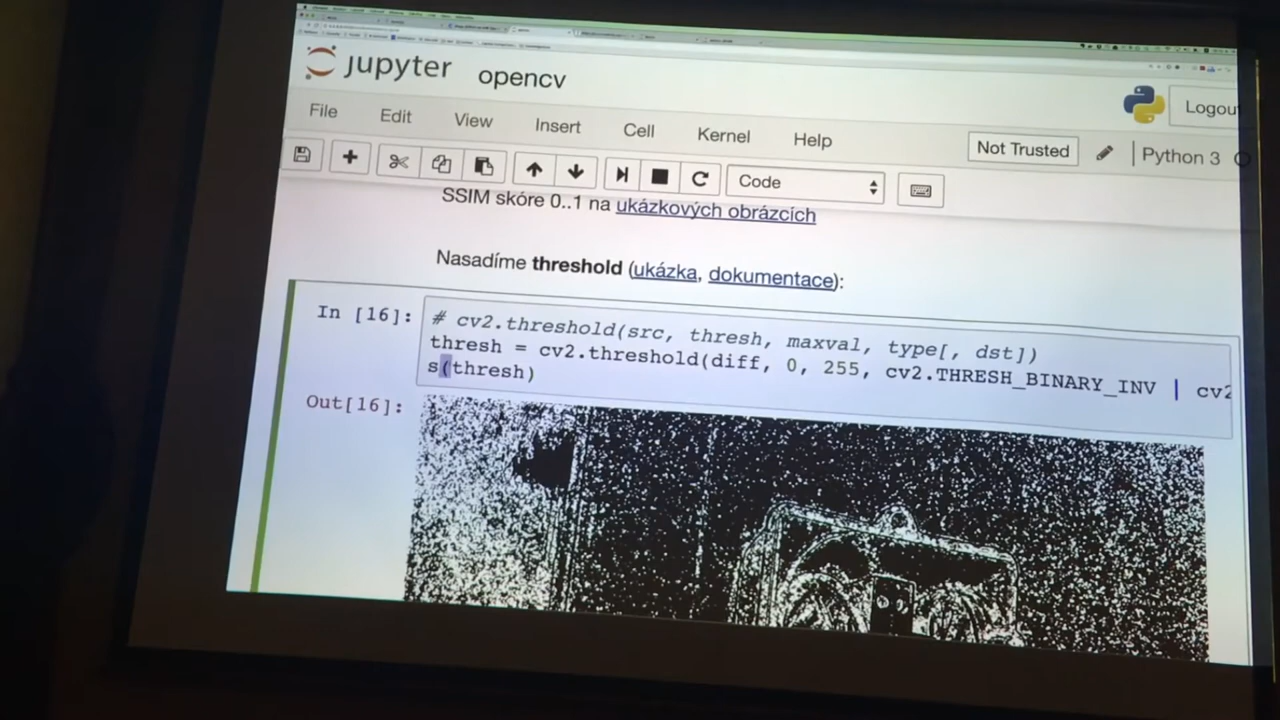 jupyter opencv
Logout
File Edit View Insert Cell Kernel Help
Not Trusted
Python 3
Code
SSIM skóre 0..1 na ukázkových obrázcích
Nasadíme threshold (ukázka, dokumentace):
In [16]: # cv2.threshold(src, thresh, maxval, type[, dst])
thresh = cv2.threshold(diff, 0, 255, cv2.THRESH_BINARY_INV | cv2
s(thresh)
Out[16]: